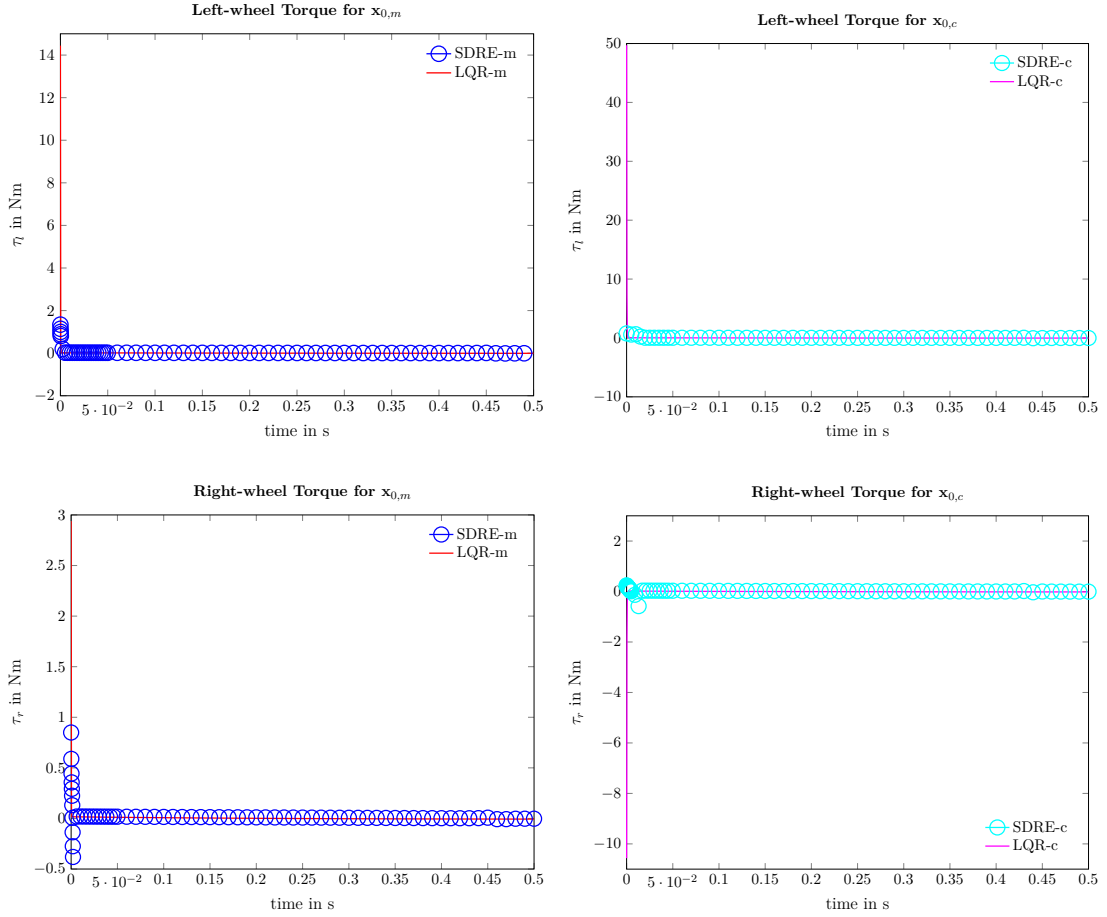 Left-wheel Torque for x₀,ₘ
14
12
10
8
6
4
2
0
−2
τₗ in Nm
SDRE-m
LQR-m
0 5 · 10⁻² 0.1 0.15 0.2 0.25 0.3 0.35 0.4 0.45 0.5
time in s
Left-wheel Torque for x₀,c
50
40
30
20
10
0
−10
τₗ in Nm
SDRE-c
LQR-c
0 5 · 10⁻² 0.1 0.15 0.2 0.25 0.3 0.35 0.4 0.45 0.5
time in s
Right-wheel Torque for x₀,ₘ
3
2.5
2
1.5
1
0.5
0
−0.5
τᵣ in Nm
SDRE-m
LQR-m
0 5 · 10⁻² 0.1 0.15 0.2 0.25 0.3 0.35 0.4 0.45 0.5
time in s
Right-wheel Torque for x₀,c
2
0
−2
−4
−6
−8
−10
τᵣ in Nm
SDRE-c
LQR-c
0 5 · 10⁻² 0.1 0.15 0.2 0.25 0.3 0.35 0.4 0.45 0.5
time in s